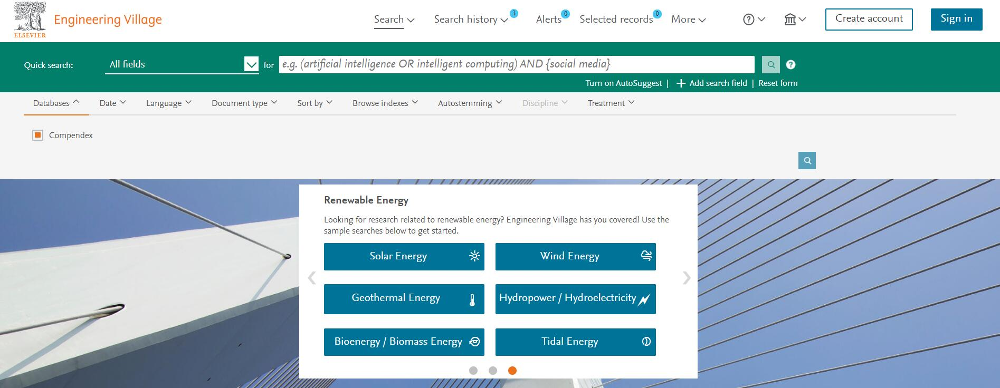 ELSEVIER
Engineering Village
Search
Search history 3
Alerts 0
Selected records 0
More
?
Create account
Sign in
Quick search:
All fields
for
e.g. (artificial intelligence OR intelligent computing) AND {social media}
?
Turn on AutoSuggest | + Add search field | Reset form
Databases
Date
Language
Document type
Sort by
Browse indexes
Autostemming
Discipline
Treatment
Compendex
Renewable Energy
Looking for research related to renewable energy? Engineering Village has you covered! Use the
sample searches below to get started.
Solar Energy
Wind Energy
Geothermal Energy
Hydropower / Hydroelectricity
Bioenergy / Biomass Energy
Tidal Energy